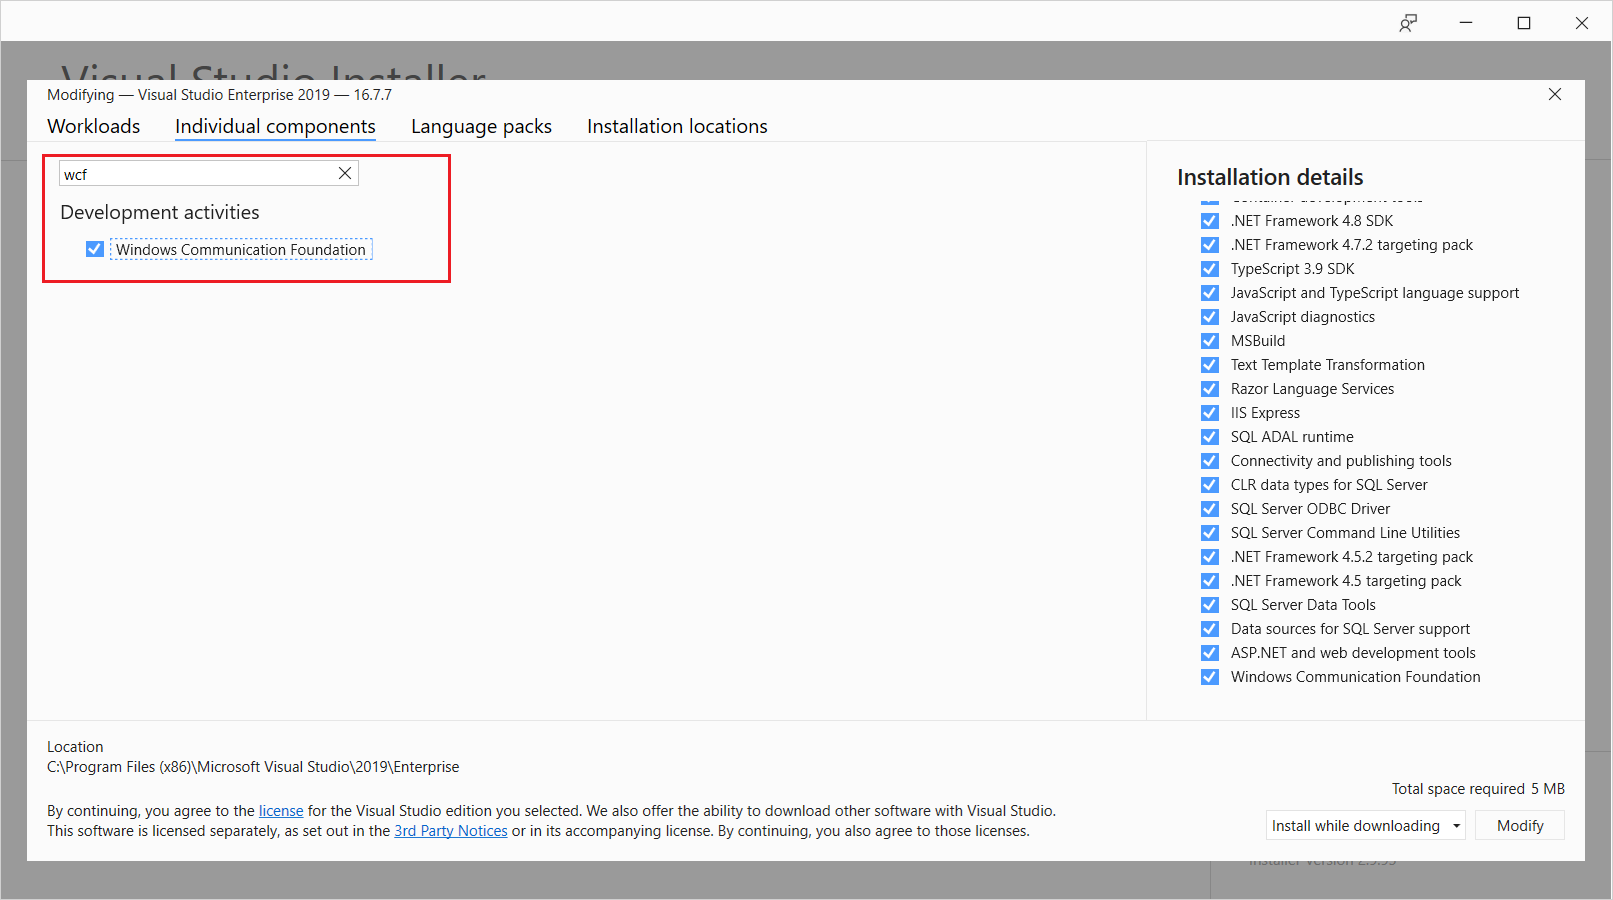 Visual Studio Installer
Modifying — Visual Studio Enterprise 2019 — 16.7.7
Workloads
Individual components
Language packs
Installation locations
wcf
Development activities
Windows Communication Foundation
Installation details
Container development tools
.NET Framework 4.8 SDK
.NET Framework 4.7.2 targeting pack
TypeScript 3.9 SDK
JavaScript and TypeScript language support
JavaScript diagnostics
MSBuild
Text Template Transformation
Razor Language Services
IIS Express
SQL ADAL runtime
Connectivity and publishing tools
CLR data types for SQL Server
SQL Server ODBC Driver
SQL Server Command Line Utilities
.NET Framework 4.5.2 targeting pack
.NET Framework 4.5 targeting pack
SQL Server Data Tools
Data sources for SQL Server support
ASP.NET and web development tools
Windows Communication Foundation
Location
C:\Program Files (x86)\Microsoft Visual Studio\2019\Enterprise
Total space required 5 MB
By continuing, you agree to the license for the Visual Studio edition you selected. We also offer the ability to download other software with Visual Studio.
This software is licensed separately, as set out in the 3rd Party Notices or in its accompanying license. By continuing, you also agree to those licenses.
Install while downloading
Modify
Installer version